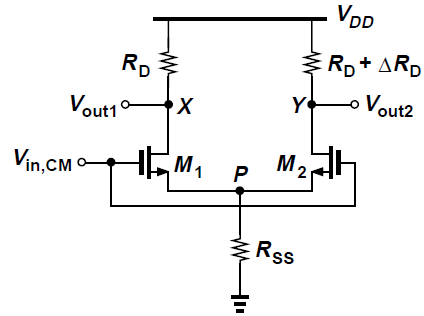 V_DD
R_D
R_D + ΔR_D
V_out1
X
Y
V_out2
V_in,CM
M_1
P
M_2
R_SS